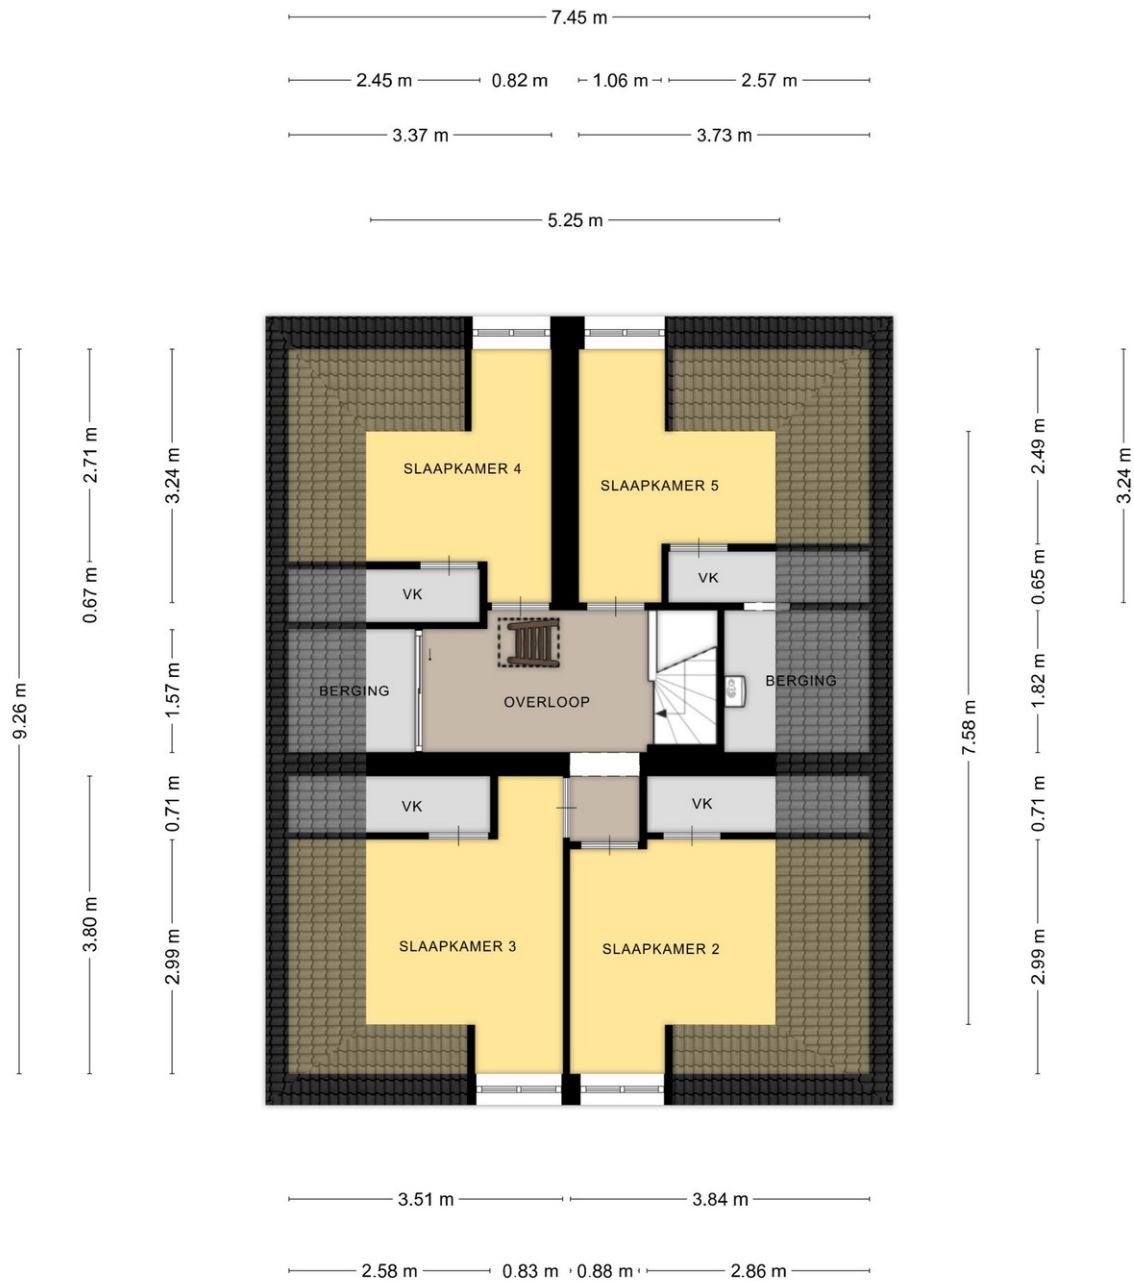 7.45 m
2.45 m
0.82 m
1.06 m
2.57 m
3.37 m
3.73 m
5.25 m
SLAAPKAMER 4
SLAAPKAMER 5
VK
VK
BERGING
OVERLOOP
BERGING
VK
VK
SLAAPKAMER 3
SLAAPKAMER 2
9.26 m
2.71 m
0.67 m
3.80 m
3.24 m
1.57 m
0.71 m
2.99 m
7.58 m
2.49 m
0.65 m
1.82 m
0.71 m
2.99 m
3.24 m
3.51 m
3.84 m
2.58 m
0.83 m
0.88 m
2.86 m